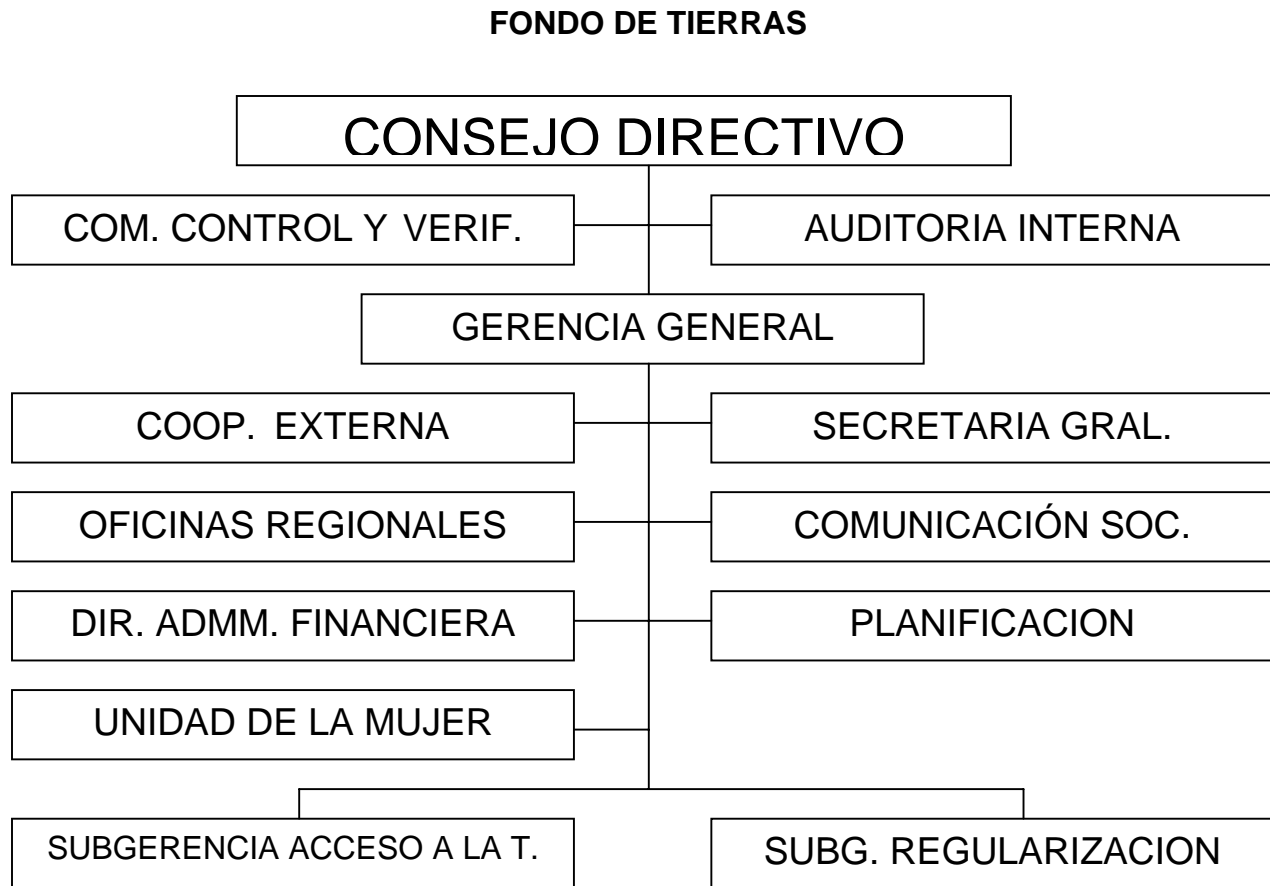 FONDO DE TIERRAS
CONSEJO DIRECTIVO
COM. CONTROL Y VERIF.
AUDITORIA INTERNA
GERENCIA GENERAL
COOP. EXTERNA
SECRETARIA GRAL.
OFICINAS REGIONALES
COMUNICACIÓN SOC.
DIR. ADMM. FINANCIERA
PLANIFICACION
UNIDAD DE LA MUJER
SUBGERENCIA ACCESO A LA T.
SUBG. REGULARIZACION